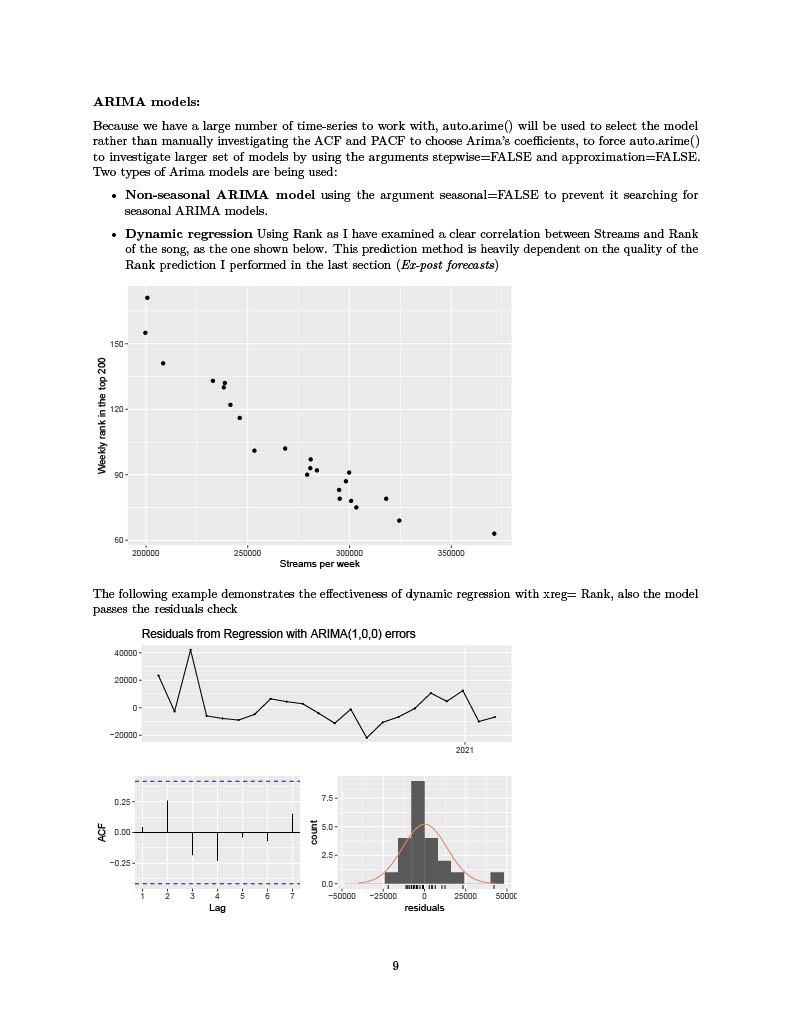 ARIMA models:
Because we have a large number of time-series to work with, auto.arime() will be used to select the model
rather than manually investigating the ACF and PACF to choose Arima's coefficients, to force auto.arime()
to investigate larger set of models by using the arguments stepwise=FALSE and approximation=FALSE.
Two types of Arima models are being used:
• Non-seasonal ARIMA model using the argument seasonal=FALSE to prevent it searching for
seasonal ARIMA models.
• Dynamic regression Using Rank as I have examined a clear correlation between Streams and Rank
of the song, as the one shown below. This prediction method is heavily dependent on the quality of the
Rank prediction I performed in the last section (Ex-post forecasts)
Weekly rank in the top 200
150
120
90
60
200000 250000 300000 350000
Streams per week
The following example demonstrates the effectiveness of dynamic regression with xreg= Rank, also the model
passes the residuals check
Residuals from Regression with ARIMA(1,0,0) errors
40000
20000
0
−20000
2021
ACF
0.25
0.00
−0.25
1 2 3 4 5 6 7
Lag
count
7.5
5.0
2.5
0.0
−50000 −25000 0 25000 50000
residuals
9